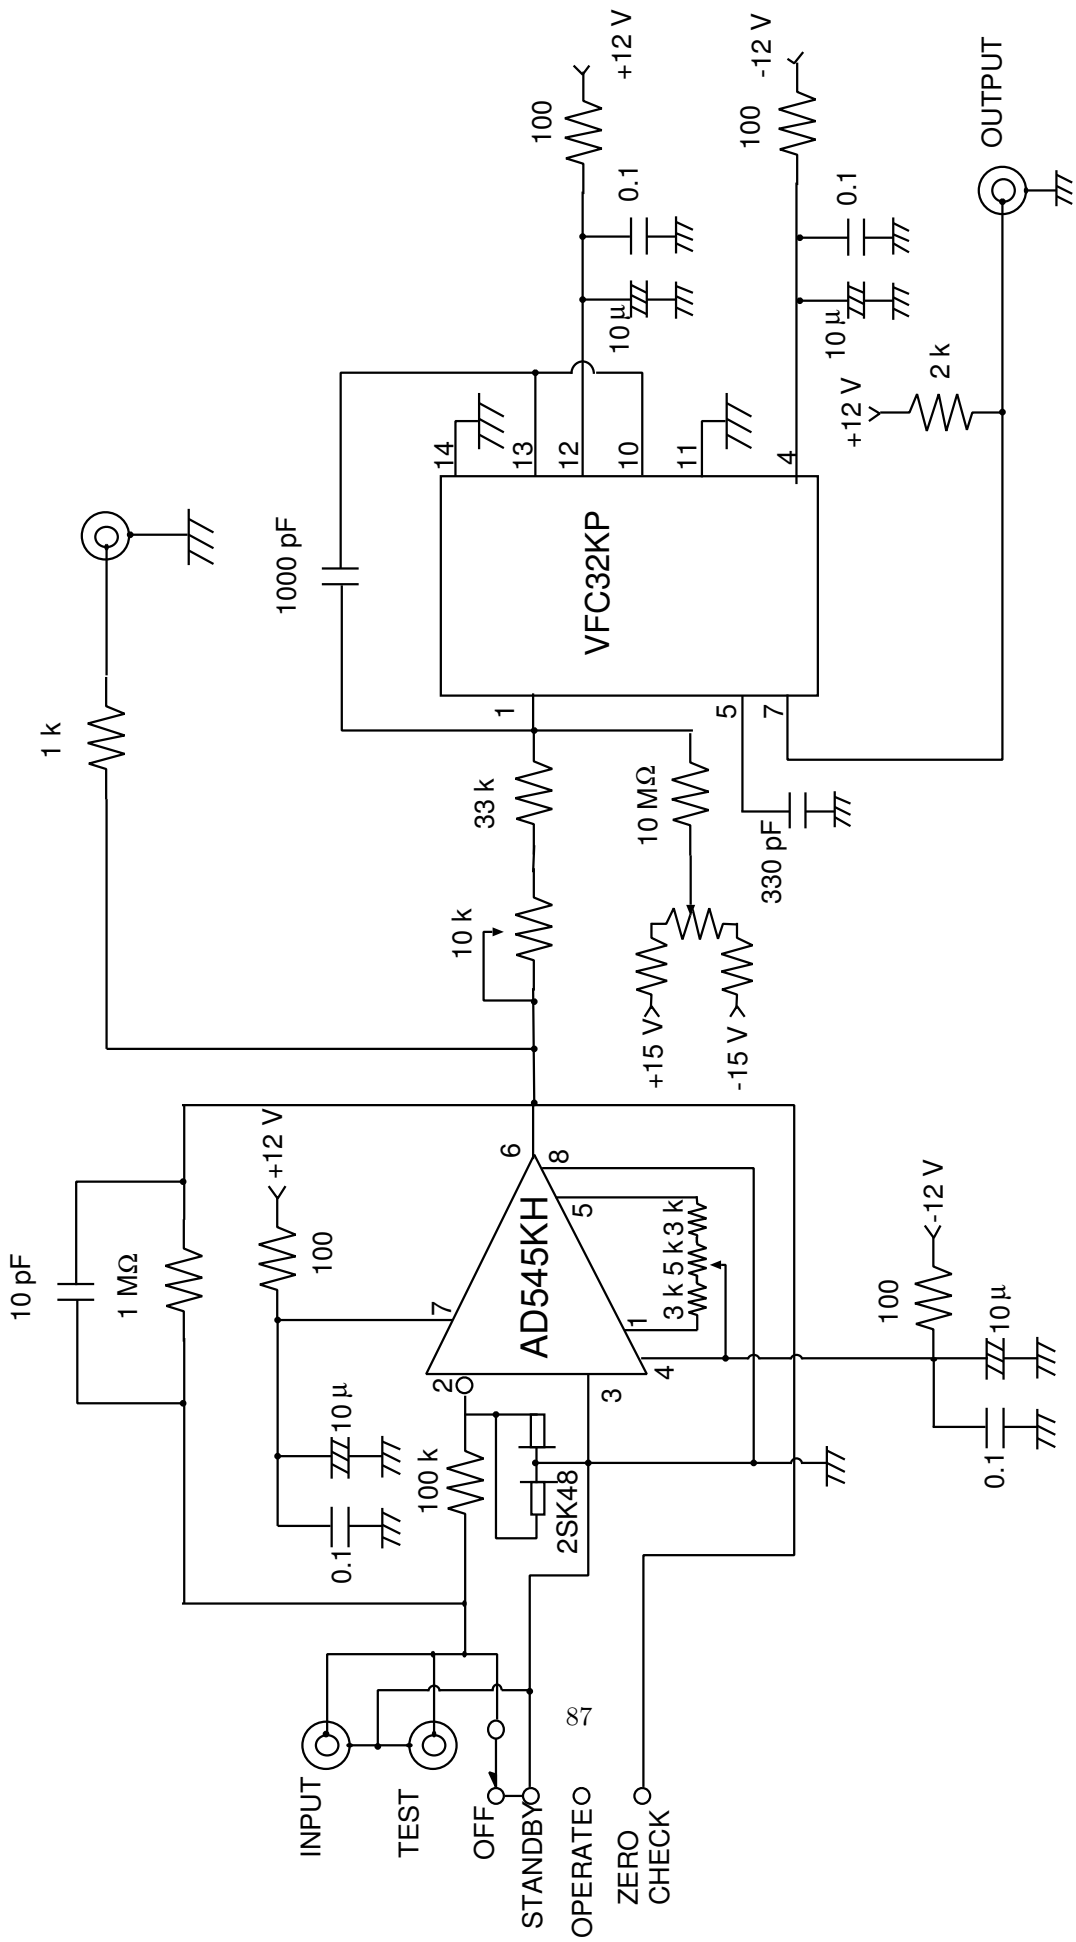 10 pF
1 MΩ
+12 V
100
10 µ
0.1
7
2
100 k
2SK48
3
AD545KH
6
8
5
1
4
3 k 5 k 3 k
-12 V
100
10 µ
0.1
INPUT
TEST
OFF
STANDBY
OPERATE
ZERO
CHECK
87
1 k
10 k
33 k
10 MΩ
+15 V
-15 V
330 pF
1000 pF
1
5
7
VFC32KP
14
13
12
10
11
4
100
+12 V
0.1
10 µ
100
-12 V
0.1
10 µ
+12 V
2 k
OUTPUT